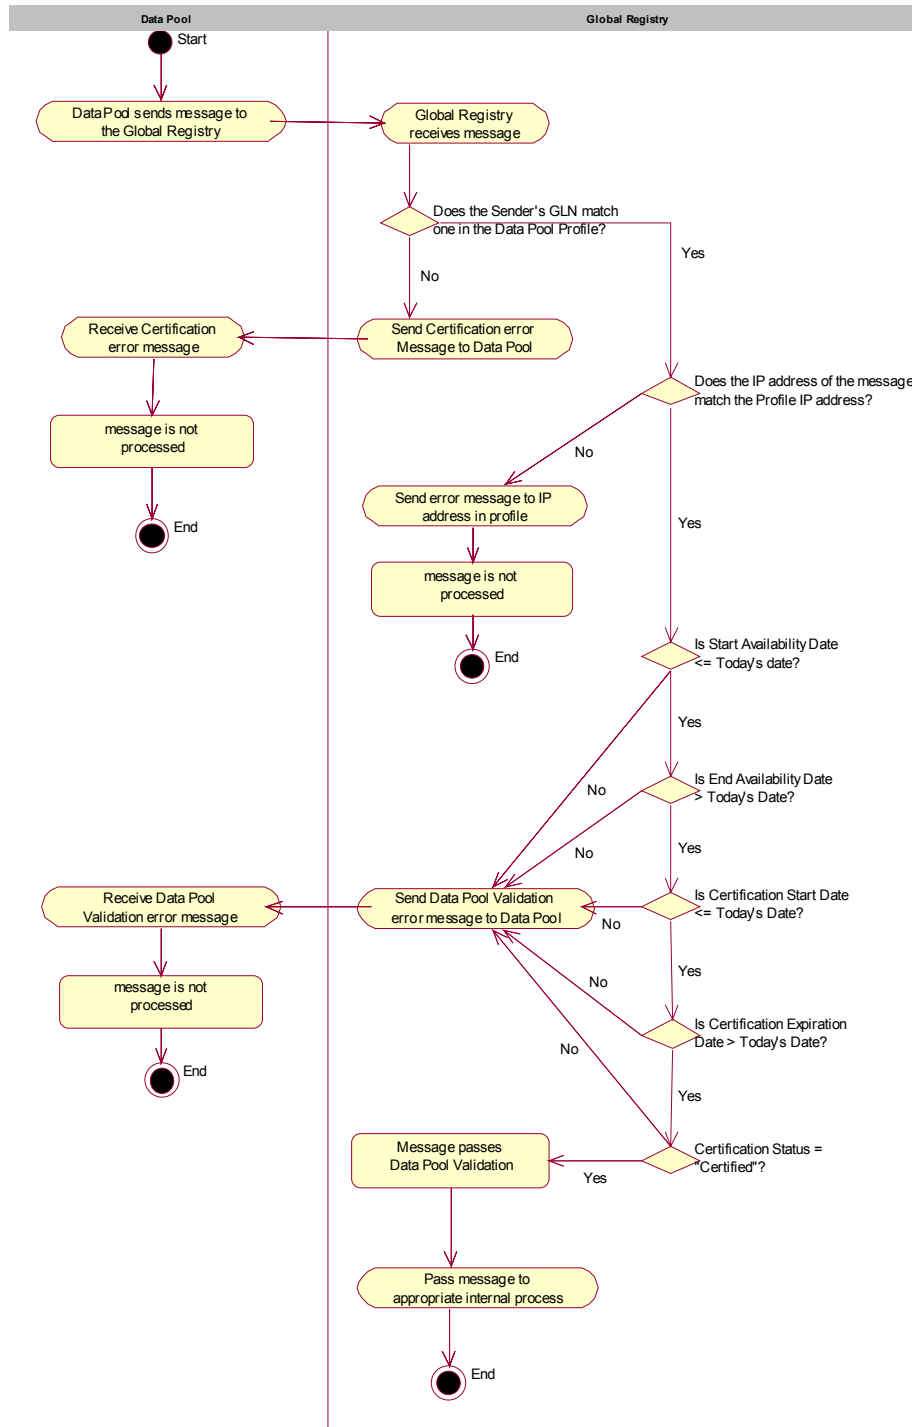 Data Pool
Global Registry
Start
Data Pool sends message to
the Global Registry
Global Registry
receives message
Does the Sender's GLN match
one in the Data Pool Profile?
Yes
No
Receive Certification
error message
Send Certification error
Message to Data Pool
Does the IP address of the message
match the Profile IP address?
message is not
processed
No
Send error message to IP
address in profile
Yes
End
message is not
processed
Is Start Availability Date
<= Today's date?
End
Yes
Is End Availability Date
> Today's Date?
No
Yes
No
Receive Data Pool
Validation error message
Send Data Pool Validation
error message to Data Pool
Is Certification Start Date
<= Today's Date?
No
Yes
message is not
processed
No
Is Certification Expiration
Date > Today's Date?
No
End
Yes
Message passes
Data Pool Validation
Certification Status =
"Certified"?
Yes
Pass message to
appropriate internal process
End